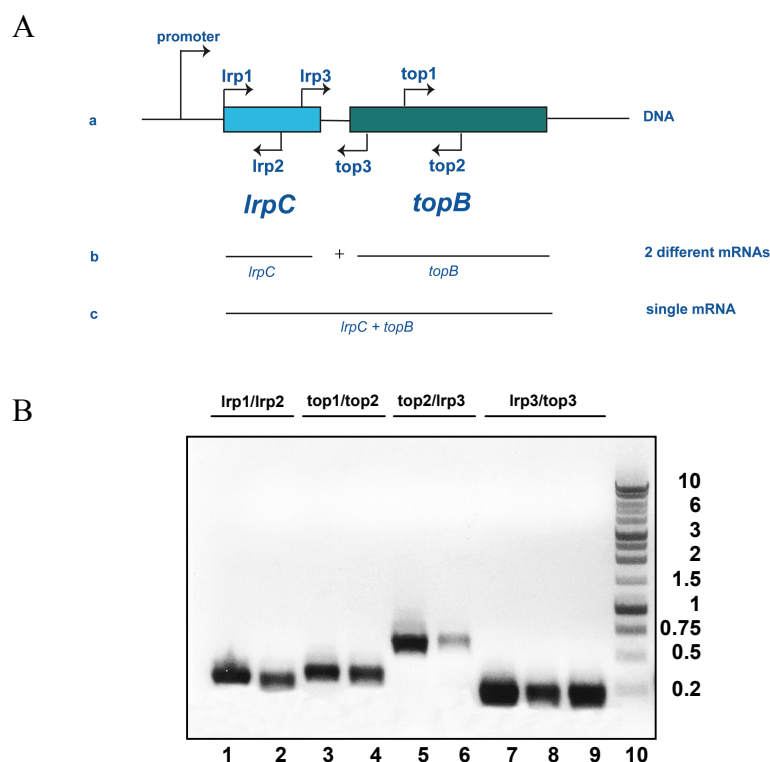 A
promoter
lrp1 lrp3 top1
a DNA
lrp2 top3 top2
lrpC topB
b + 2 different mRNAs
lrpC topB
c single mRNA
lrpC + topB
B
lrp1/lrp2 top1/top2 top2/lrp3 lrp3/top3
10
6
3
2
1.5
1
0.75
0.5
0.2
1 2 3 4 5 6 7 8 9 10